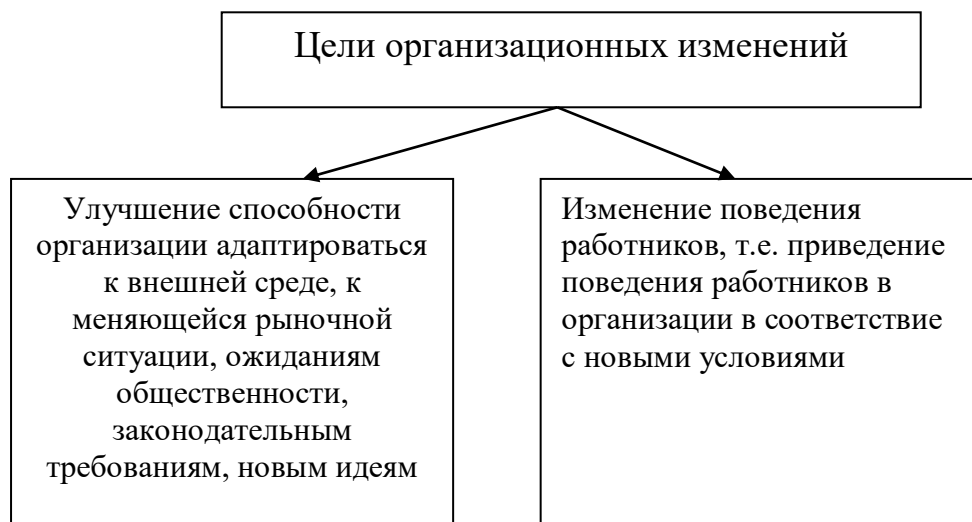 Цели организационных изменений
Улучшение способности
организации адаптироваться
к внешней среде, к
меняющейся рыночной
ситуации, ожиданиям
общественности,
законодательным
требованиям, новым идеям
Изменение поведения
работников, т.е. приведение
поведения работников в
организации в соответствие
с новыми условиями